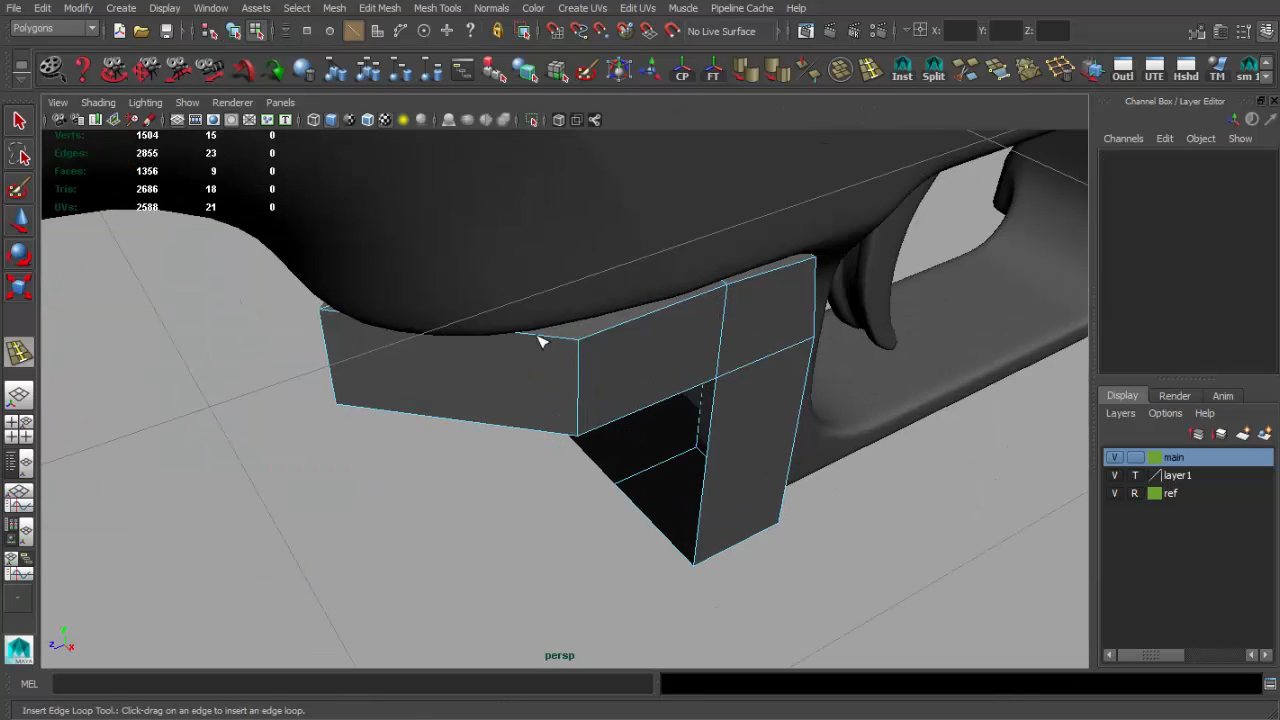 File Edit Modify Create Display Window Assets Select Mesh Edit Mesh Mesh Tools Normals Color Create UVs Edit UVs Muscle Pipeline Cache Help
Polygons No Live Surface X: Y: Z:
CP FT Inst Split Outl UTE Hshd TM sm 1
View Shading Lighting Show Renderer Panels
Channel Box / Layer Editor
Channels Edit Object Show
Verts: 1504 15 0
Edges: 2855 23 0
Faces: 1356 9 0
Tris: 2686 18 0
UVs: 2588 21 0
Display Render Anim
Layers Options Help
V main
V T layer1
V R ref
y
z x
persp
MEL
Insert Edge Loop Tool.: Click-drag on an edge to insert an edge loop.